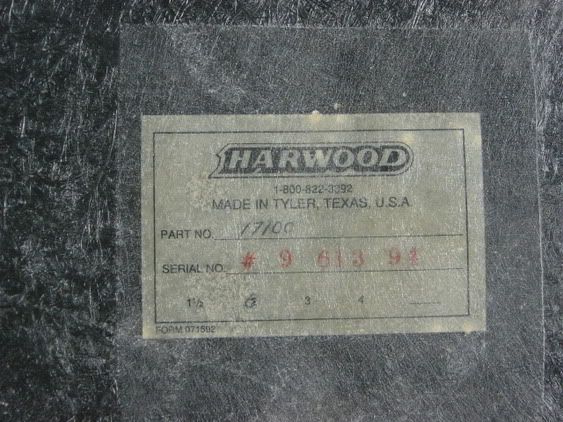 HARWOOD
1-800-822-3392
MADE IN TYLER, TEXAS, U.S.A.
PART NO. 17100
SERIAL NO. # 9 613 92
1½ 3 4
FORM 071592